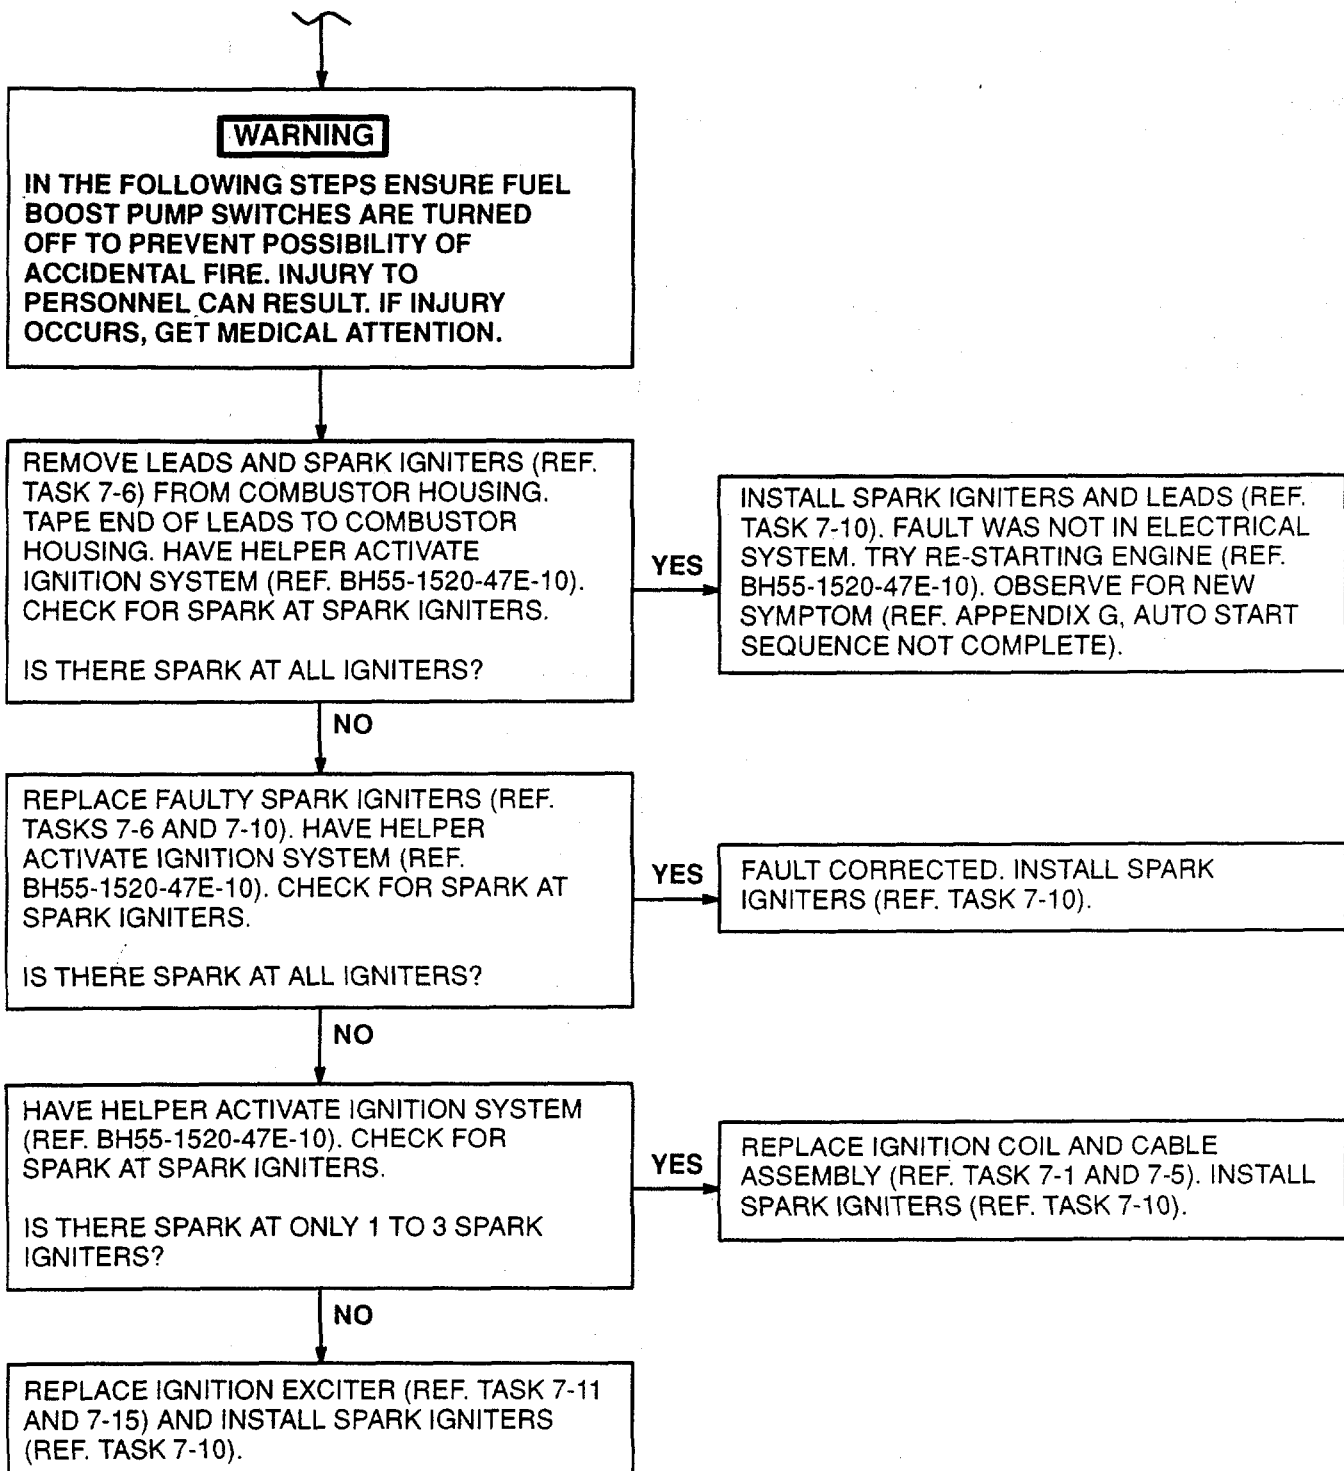 WARNING
IN THE FOLLOWING STEPS ENSURE FUEL
BOOST PUMP SWITCHES ARE TURNED
OFF TO PREVENT POSSIBILITY OF
ACCIDENTAL FIRE. INJURY TO
PERSONNEL CAN RESULT. IF INJURY
OCCURS, GET MEDICAL ATTENTION.
REMOVE LEADS AND SPARK IGNITERS (REF.
TASK 7-6) FROM COMBUSTOR HOUSING.
TAPE END OF LEADS TO COMBUSTOR
HOUSING. HAVE HELPER ACTIVATE
IGNITION SYSTEM (REF. BH55-1520-47E-10).
CHECK FOR SPARK AT SPARK IGNITERS.
IS THERE SPARK AT ALL IGNITERS?
YES
INSTALL SPARK IGNITERS AND LEADS (REF.
TASK 7-10). FAULT WAS NOT IN ELECTRICAL
SYSTEM. TRY RE-STARTING ENGINE (REF.
BH55-1520-47E-10). OBSERVE FOR NEW
SYMPTOM (REF. APPENDIX G, AUTO START
SEQUENCE NOT COMPLETE).
NO
REPLACE FAULTY SPARK IGNITERS (REF.
TASKS 7-6 AND 7-10). HAVE HELPER
ACTIVATE IGNITION SYSTEM (REF.
BH55-1520-47E-10). CHECK FOR SPARK AT
SPARK IGNITERS.
IS THERE SPARK AT ALL IGNITERS?
YES
FAULT CORRECTED. INSTALL SPARK
IGNITERS (REF. TASK 7-10).
NO
HAVE HELPER ACTIVATE IGNITION SYSTEM
(REF. BH55-1520-47E-10). CHECK FOR
SPARK AT SPARK IGNITERS.
IS THERE SPARK AT ONLY 1 TO 3 SPARK
IGNITERS?
YES
REPLACE IGNITION COIL AND CABLE
ASSEMBLY (REF. TASK 7-1 AND 7-5). INSTALL
SPARK IGNITERS (REF. TASK 7-10).
NO
REPLACE IGNITION EXCITER (REF. TASK 7-11
AND 7-15) AND INSTALL SPARK IGNITERS
(REF. TASK 7-10).